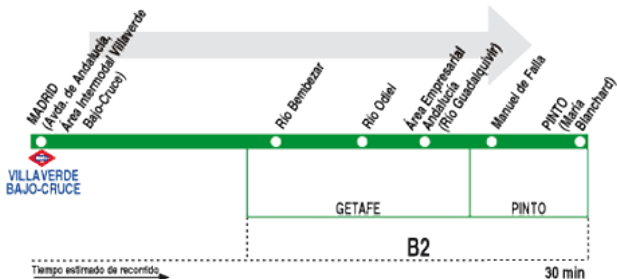 MADRID
(Avda. de Andalucía,
Área Intermodal Villaverde
Bajo-Cruce)
Río Bembezar
Río Odiel
Área Empresarial
Andalucía
(Río Guadalquivir)
Manuel de Falla
PINTO
(María
Blanchard)
VILLAVERDE
BAJO-CRUCE
GETAFE
PINTO
B2
Tiempo estimado de recorrido
30 min